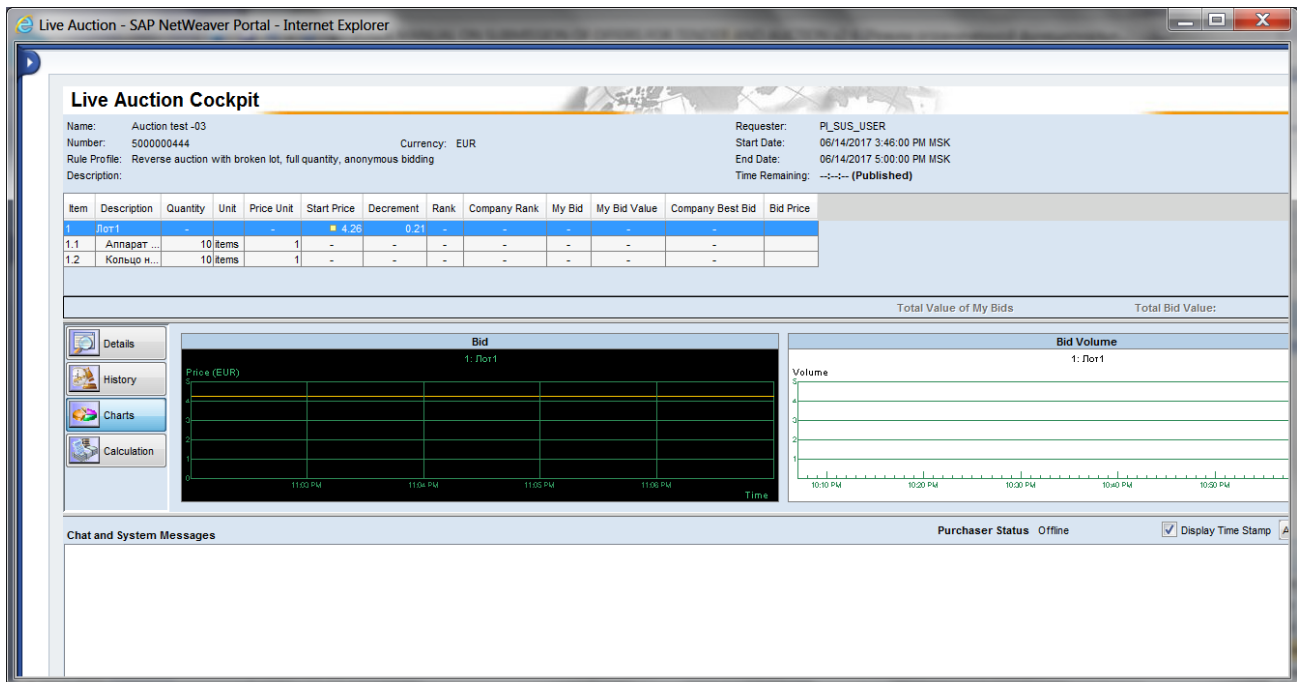 Live Auction - SAP NetWeaver Portal - Internet Explorer
Live Auction Cockpit
Name: Auction test -03
Requester: PI_SUS_USER
Number: 5000000444 Currency: EUR
Start Date: 06/14/2017 3:46:00 PM MSK
Rule Profile: Reverse auction with broken lot, full quantity, anonymous bidding
End Date: 06/14/2017 5:00:00 PM MSK
Description:
Time Remaining: --:--:-- (Published)
Item Description Quantity Unit Price Unit Start Price Decrement Rank Company Rank My Bid My Bid Value Company Best Bid Bid Price
1 Лот1 - - 4.26 0.21 - - - - -
1.1 Аппарат ... 10 items 1 - - - - - - -
1.2 Кольцо н... 10 items 1 - - - - - - -
Total Value of My Bids Total Bid Value:
Details
History
Charts
Calculation
Bid
1: Лот1
Price (EUR)
5
4
3
2
1
0
11:03 PM 11:04 PM 11:05 PM 11:06 PM
Time
Bid Volume
1: Лот1
Volume
5
4
3
2
1
10:10 PM 10:20 PM 10:30 PM 10:40 PM 10:50 PM
Chat and System Messages
Purchaser Status Offline Display Time Stamp